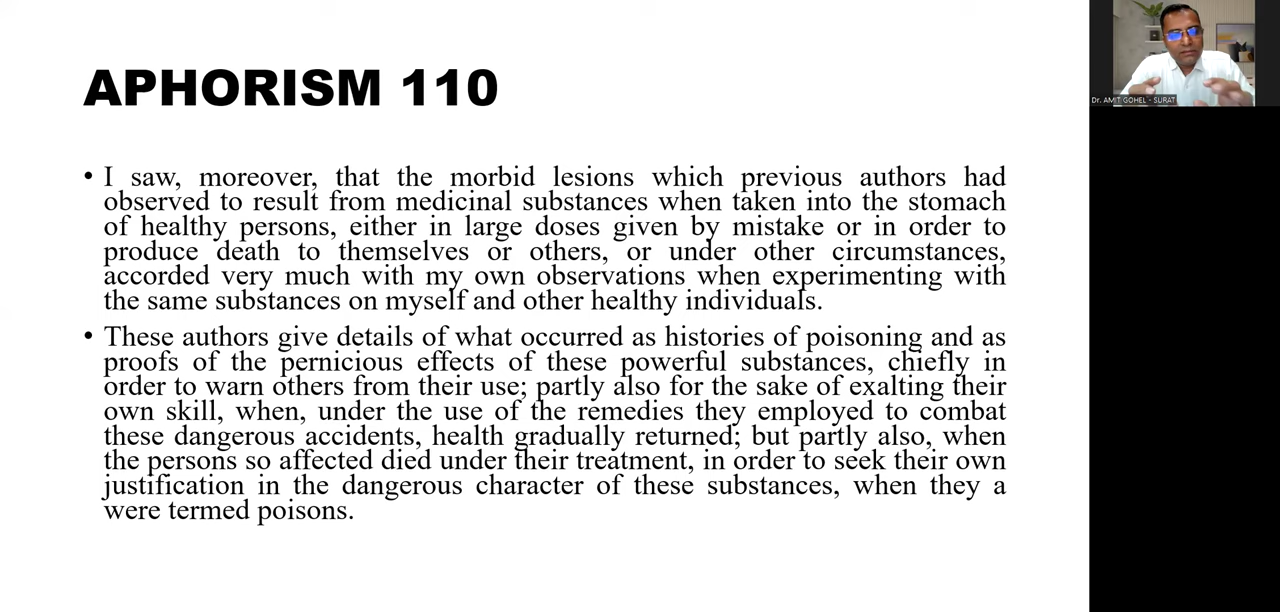 APHORISM 110
• I saw, moreover, that the morbid lesions which previous authors had
observed to result from medicinal substances when taken into the stomach
of healthy persons, either in large doses given by mistake or in order to
produce death to themselves or others, or under other circumstances,
accorded very much with my own observations when experimenting with
the same substances on myself and other healthy individuals.
• These authors give details of what occurred as histories of poisoning and as
proofs of the pernicious effects of these powerful substances, chiefly in
order to warn others from their use; partly also for the sake of exalting their
own skill, when, under the use of the remedies they employed to combat
these dangerous accidents, health gradually returned; but partly also, when
the persons so affected died under their treatment, in order to seek their own
justification in the dangerous character of these substances, when they a
were termed poisons.
Dr. AMIT GOHEL - SURAT